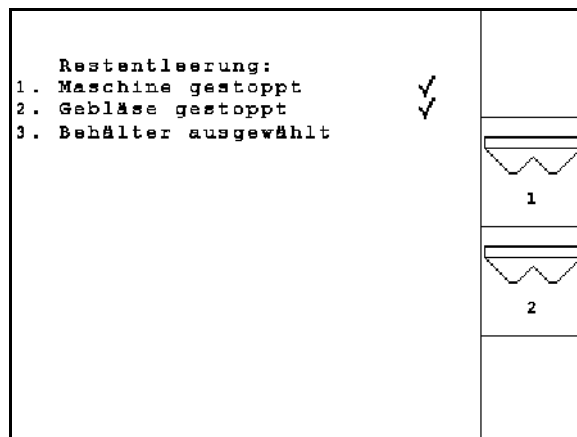 Restentleerung:
1. Maschine gestoppt ✓
2. Gebläse gestoppt ✓
3. Behälter ausgewählt
1
2